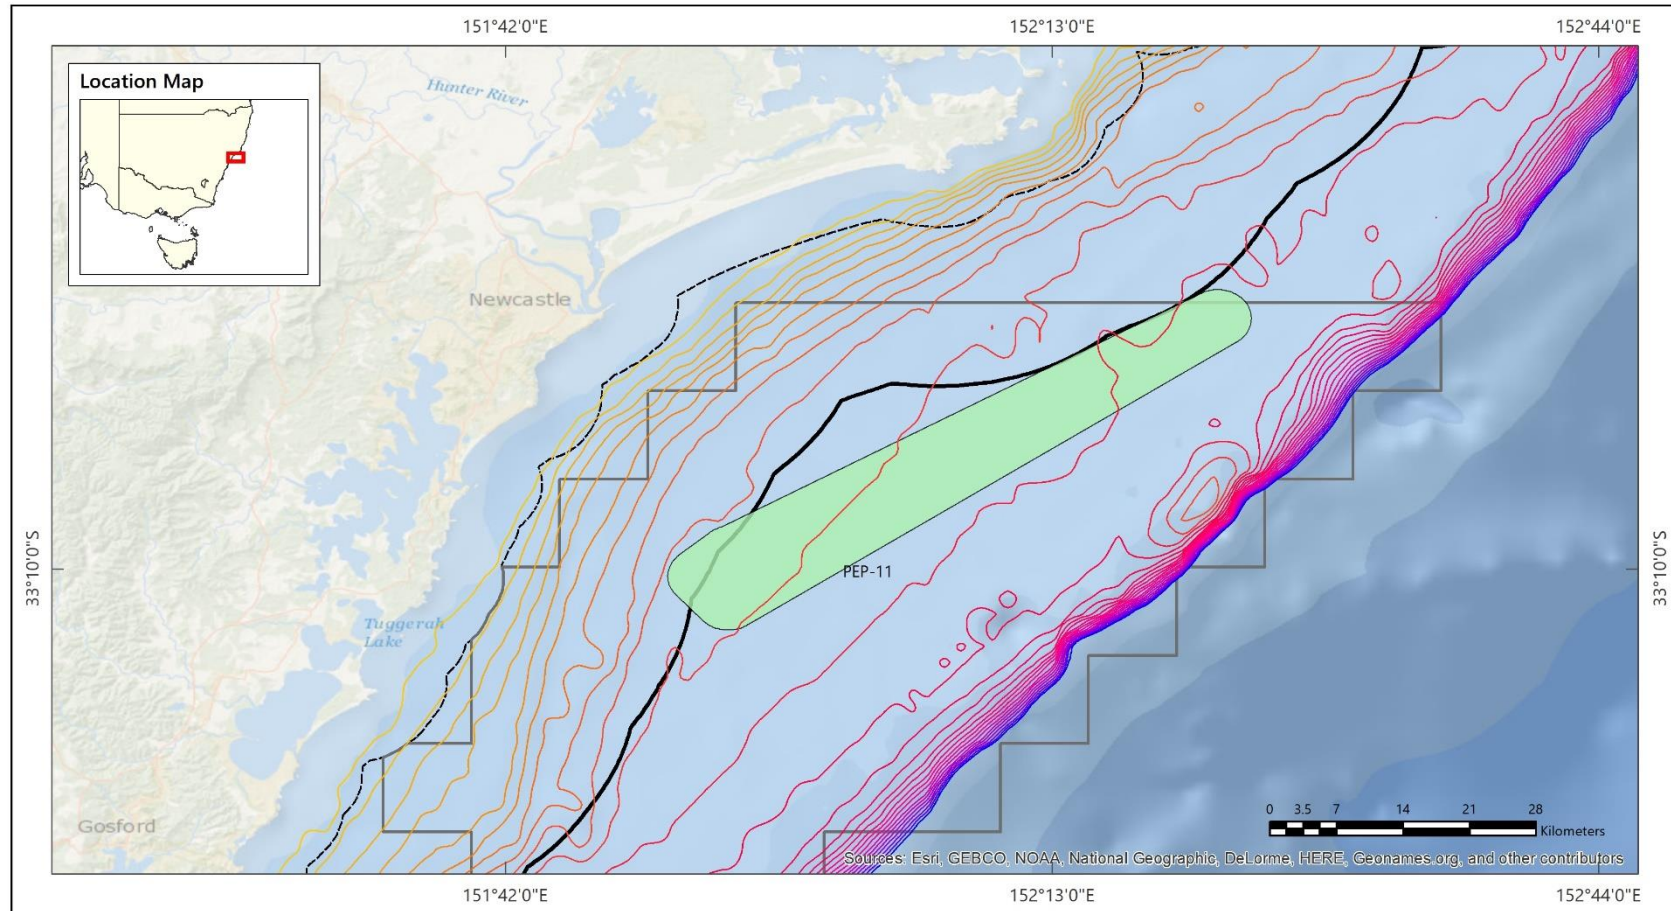 151°42'0"E
152°13'0"E
152°44'0"E
Location Map
Hunter River
Newcastle
33°10'0"S
33°10'0"S
PEP-11
Tuggerah
Lake
Gosford
0 3.5 7 14 21 28
Kilometers
Sources: Esri, GEBCO, NOAA, National Geographic, DeLorme, HERE, Geonames.org, and other contributors
151°42'0"E
152°13'0"E
152°44'0"E